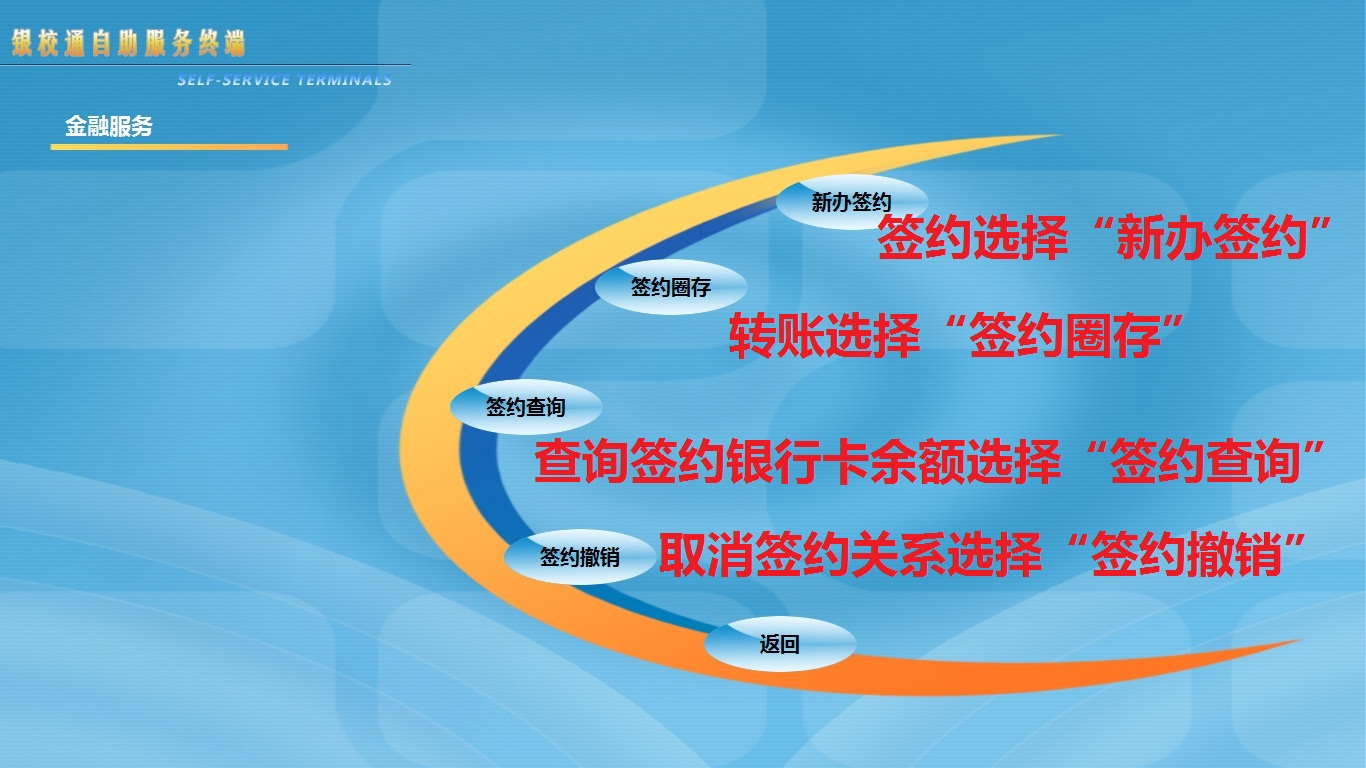 银校通自助服务终端
SELF-SERVICE TERMINALS
金融服务
新办签约
签约选择“新办签约”
签约圈存
转账选择“签约圈存”
签约查询
查询签约银行卡余额选择“签约查询”
签约撤销
取消签约关系选择“签约撤销”
返回